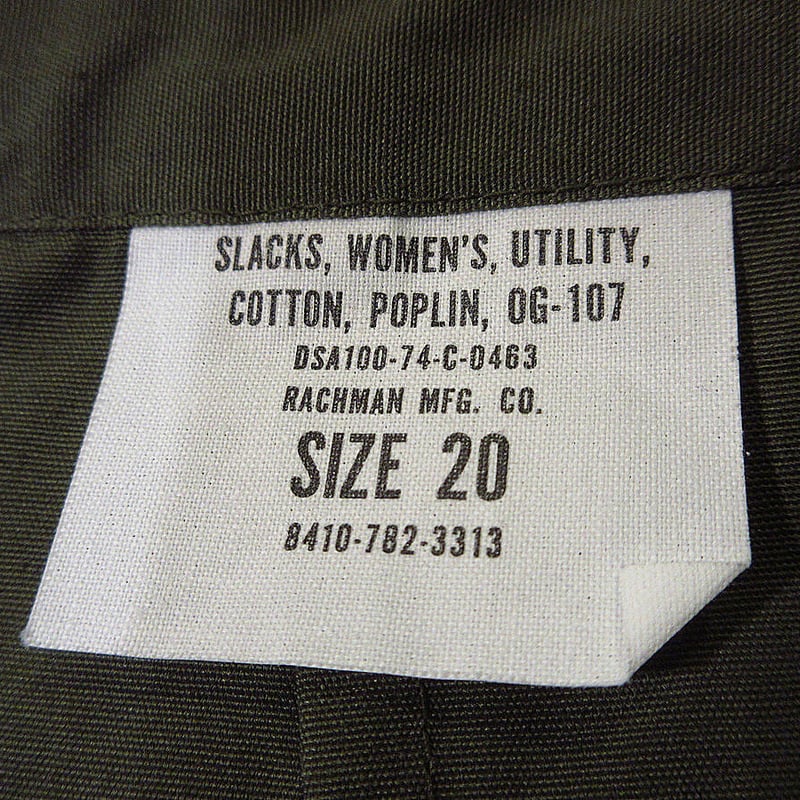 SLACKS, WOMEN'S, UTILITY,
COTTON, POPLIN, OG-107
DSA100-74-C-0463
RACHMAN MFG. CO.
SIZE 20
8410-782-3313